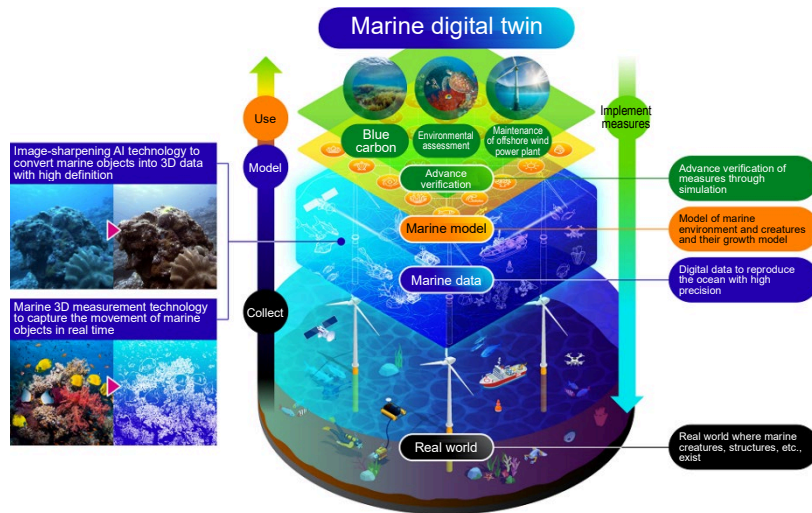 Marine digital twin
Use
Model
Collect
Implement
measures
Image-sharpening AI technology to
convert marine objects into 3D data
with high definition
Marine 3D measurement technology
to capture the movement of marine
objects in real time
Blue
carbon
Environmental
assessment
Maintenance
of offshore wind
power plant
Advance
verification
Marine model
Marine data
Real world
Advance verification of
measures through
simulation
Model of marine
environment and creatures
and their growth model
Digital data to reproduce
the ocean with high
precision
Real world where marine
creatures, structures, etc.,
exist